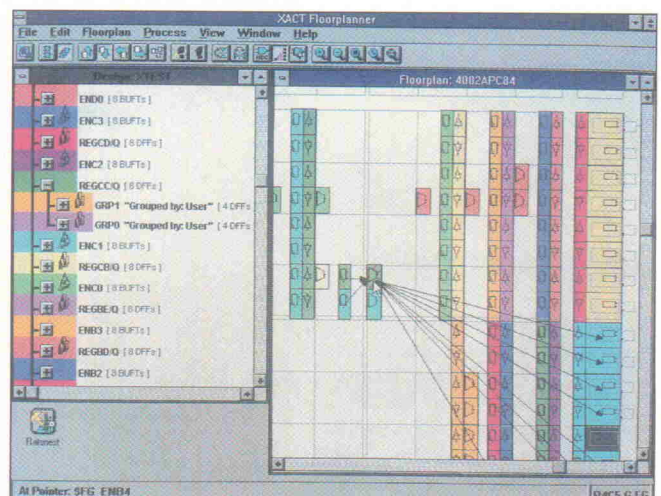 XACT Floorplanner
File Edit Floorplan Process View Window Help
Design: XTEST
END0 [8 BUFTs]
ENC3 [8 BUFTs]
REGCD/Q [8 DFFs]
ENC2 [8 BUFTs]
REGCC/Q [8 DFFs]
GRP1 "Grouped by: User" [4 DFFs
GRP0 "Grouped by: User" [4 DFFs
ENC1 [8 BUFTs]
REGCB/Q [8 DFFs]
ENC0 [8 BUFTs]
REGBE/Q [8 DFFs]
ENB3 [8 BUFTs]
REGBD/Q [8 DFFs]
ENB2 [8 BUFTs]
Floorplan: 4002APC84
Ratsnest
At Pointer: SFG_ENB4